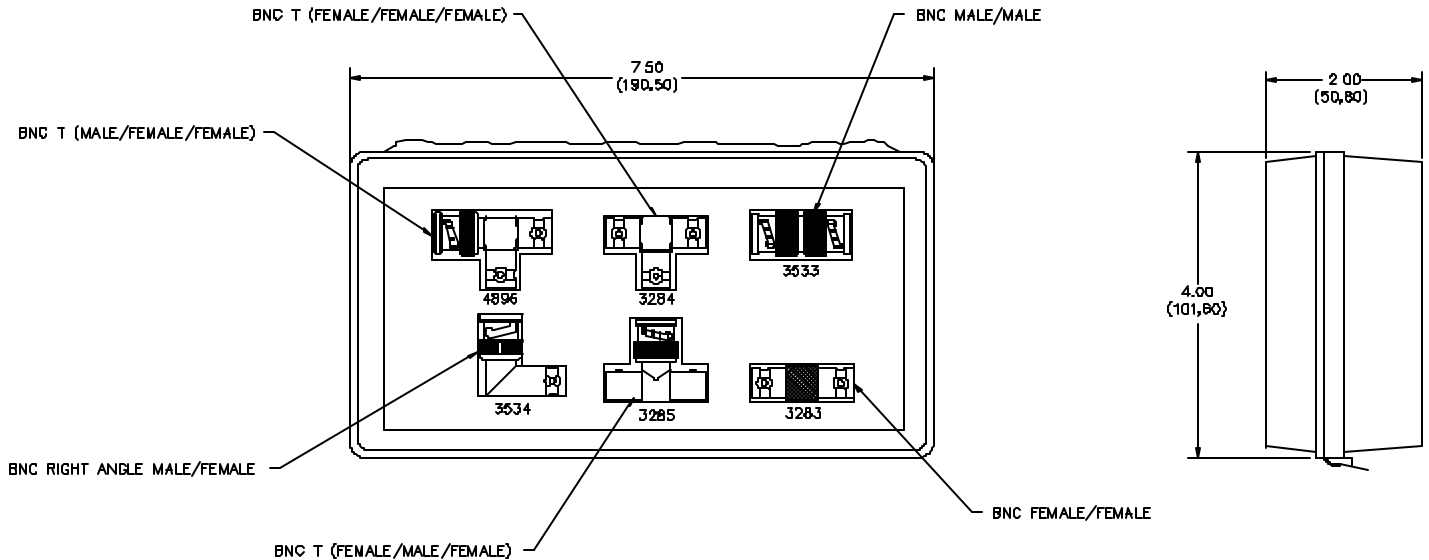 BNC T (FEMALE/FEMALE/FEMALE)
BNC MALE/MALE
7.50
(190.50)
2.00
(50,80)
BNC T (MALE/FEMALE/FEMALE)
4896
3284
3533
4.00
(101,60)
3534
3285
3283
BNC RIGHT ANGLE MALE/FEMALE
BNC FEMALE/FEMALE
BNC T (FEMALE/MALE/FEMALE)